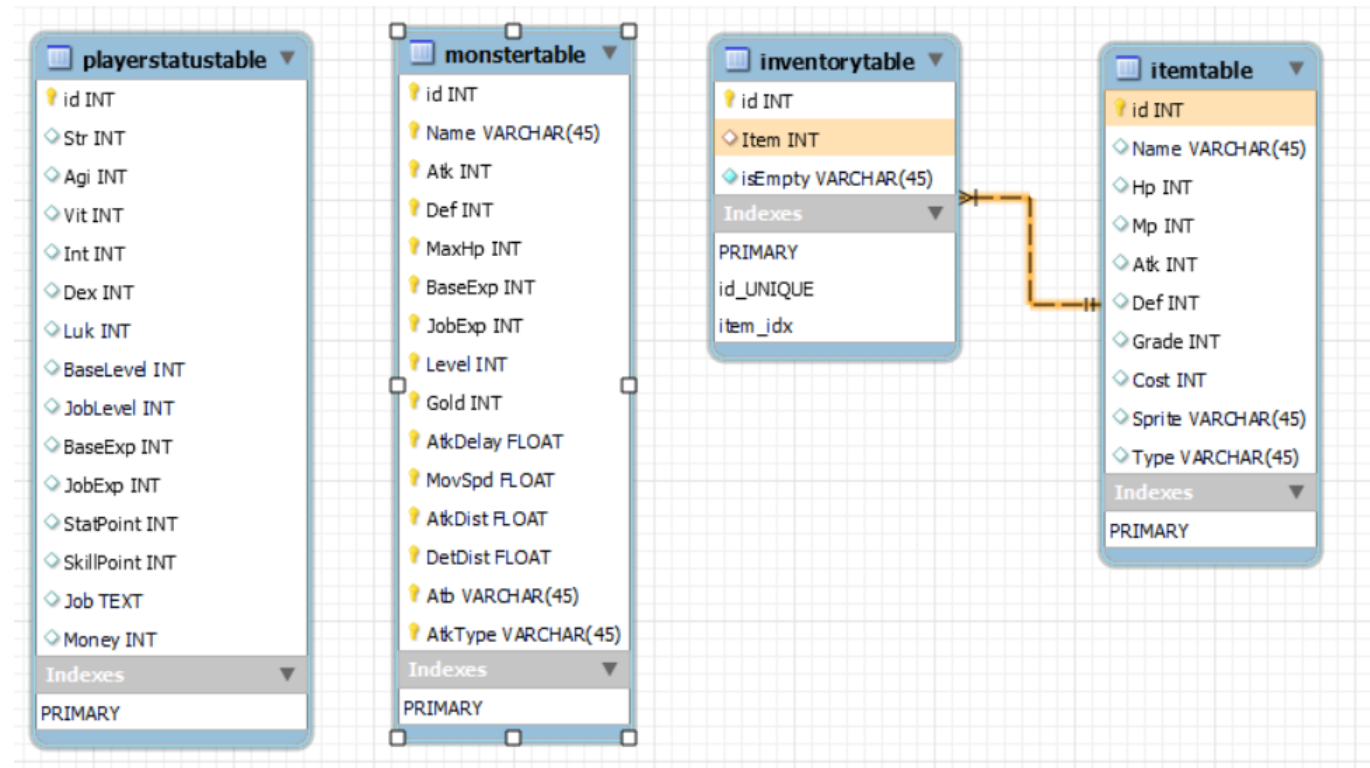 playerstatustable
id INT
Str INT
Agi INT
Vit INT
Int INT
Dex INT
Luk INT
BaseLevel INT
JobLevel INT
BaseExp INT
JobExp INT
StatPoint INT
SkillPoint INT
Job TEXT
Money INT
Indexes
PRIMARY
monstertable
id INT
Name VARCHAR(45)
Atk INT
Def INT
MaxHp INT
BaseExp INT
JobExp INT
Level INT
Gold INT
AtkDelay FLOAT
MovSpd FLOAT
AtkDist FLOAT
DetDist FLOAT
Atb VARCHAR(45)
AtkType VARCHAR(45)
Indexes
PRIMARY
inventorytable
id INT
Item INT
isEmpty VARCHAR(45)
Indexes
PRIMARY
id_UNIQUE
item_idx
itemtable
id INT
Name VARCHAR(45)
Hp INT
Mp INT
Atk INT
Def INT
Grade INT
Cost INT
Sprite VARCHAR(45)
Type VARCHAR(45)
Indexes
PRIMARY